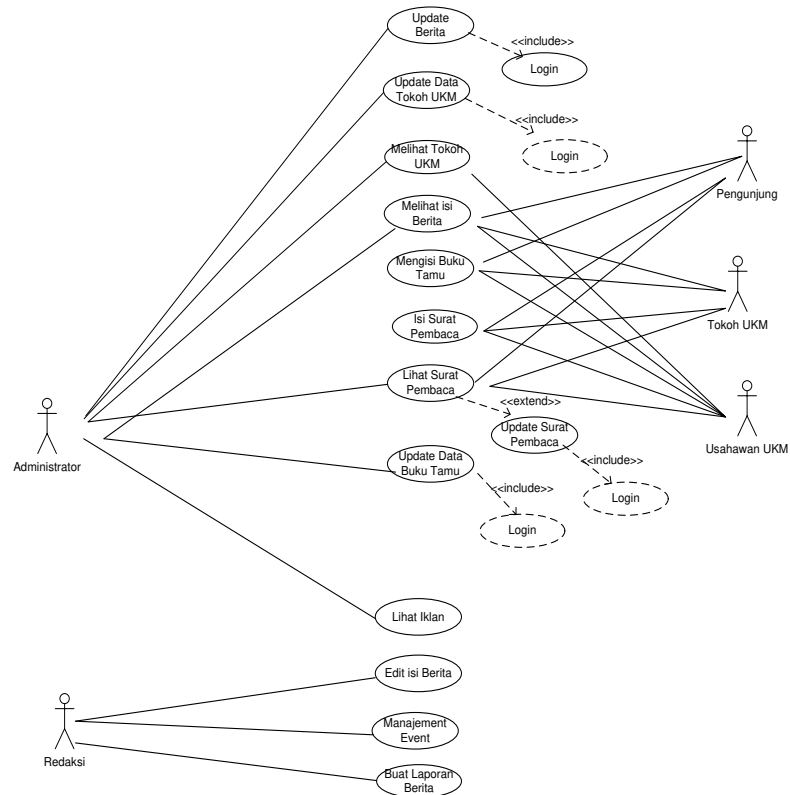 Update
Berita
<<include>>
Login
Update Data
Tokoh UKM
<<include>>
Login
Melihat Tokoh
UKM
Pengunjung
Melihat isi
Berita
Mengisi Buku
Tamu
Isi Surat
Pembaca
Tokoh UKM
Lihat Surat
Pembaca
<<extend>>
Update Surat
Pembaca
Usahawan UKM
Administrator
Update Data
Buku Tamu
<<include>>
Login
<<include>>
Login
Lihat Iklan
Edit isi Berita
Manajement
Event
Redaksi
Buat Laporan
Berita